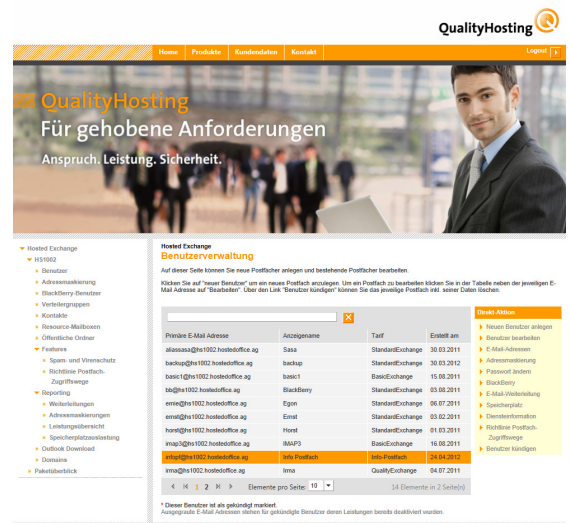 QualityHosting
Home Produkte Kundendaten Kontakt Logout
QualityHosting
Für gehobene Anforderungen
Anspruch. Leistung. Sicherheit.
Hosted Exchange
HS1002
Benutzer
Adressmaskierung
BlackBerry-Benutzer
Verteilergruppen
Kontakte
Resource-Mailboxen
Öffentliche Ordner
Features
Spam- und Virenschutz
Richtlinie Postfach-
Zugriffswege
Reporting
Weiterleitungen
Adressmaskierungen
Leistungsübersicht
Speicherplatzauslastung
Outlook Download
Domains
Paketüberblick
Hosted Exchange
Benutzerverwaltung
Auf dieser Seite können Sie neue Postfächer anlegen und bestehende Postfächer bearbeiten.
Klicken Sie auf "neuer Benutzer" um ein neues Postfach anzulegen. Um ein Postfach zu bearbeiten klicken Sie in der Tabelle neben der jeweiligen E-
Mail Adresse auf "Bearbeiten". Über den Link "Benutzer kündigen" können Sie das jeweilige Postfach inkl. seiner Daten löschen.
X
Primäre E-Mail Adresse Anzeigename Tarif Erstellt am
aliassasa@hs1002.hostedoffice.ag Sasa StandardExchange 30.03.2011
backup@hs1002.hostedoffice.ag backup StandardExchange 30.03.2012
basic1@hs1002.hostedoffice.ag basic1 BasicExchange 15.08.2011
bb@hs1002.hostedoffice.ag BlackBerry StandardExchange 03.08.2011
ernie@hs1002.hostedoffice.ag Egon StandardExchange 06.07.2011
ernst@hs1002.hostedoffice.ag Ernst StandardExchange 03.02.2011
horst@hs1002.hostedoffice.ag Horst StandardExchange 01.03.2011
imap3@hs1002.hostedoffice.ag IMAP3 BasicExchange 16.08.2011
infopf@hs1002.hostedoffice.ag Info Postfach Info-Postfach 24.04.2012
irma@hs1002.hostedoffice.ag Irma QualityExchange 04.07.2011
1 2 Elemente pro Seite: 10 14 Elemente in 2 Seite(n)
* Dieser Benutzer ist als gekündigt markiert.
Ausgegraute E-Mail Adressen stehen für gekündigte Benutzer deren Leistungen bereits deaktiviert wurden.
Direkt-Aktion
Neuen Benutzer anlegen
Benutzer bearbeiten
E-Mail-Adressen
Adressmaskierung
Passwort ändern
BlackBerry
E-Mail-Weiterleitung
Speicherplatz
Diensteinformation
Richtlinie Postfach-
Zugriffswege
Benutzer kündigen